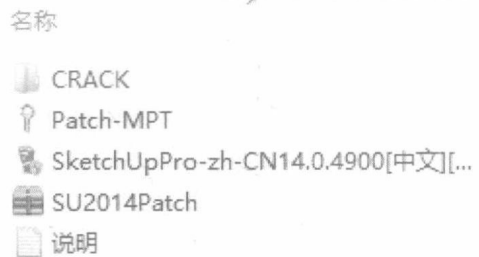 名称
CRACK
Patch-MPT
SketchUpPro-zh-CN14.0.4900[中文][...
SU2014Patch
说明